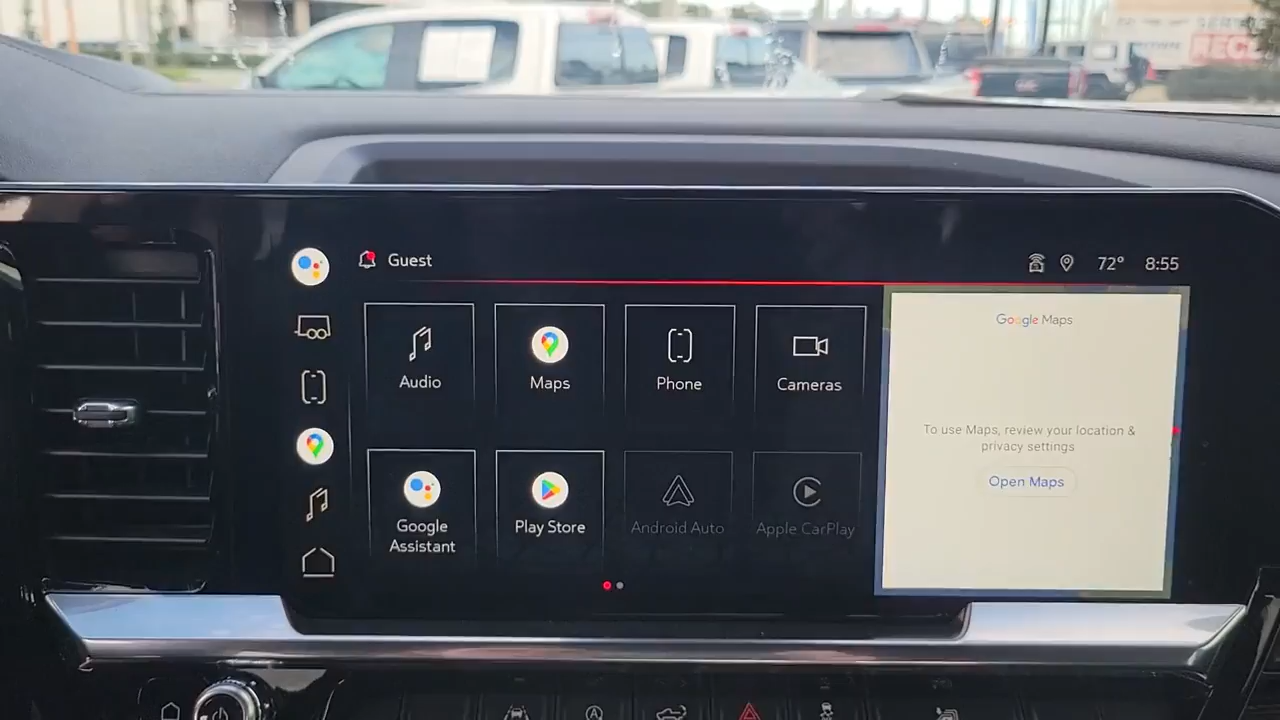 Guest
72° 8:55
Audio
Maps
Phone
Cameras
Google Maps
To use Maps, review your location &
privacy settings
Open Maps
Google
Assistant
Play Store
Android Auto
Apple CarPlay